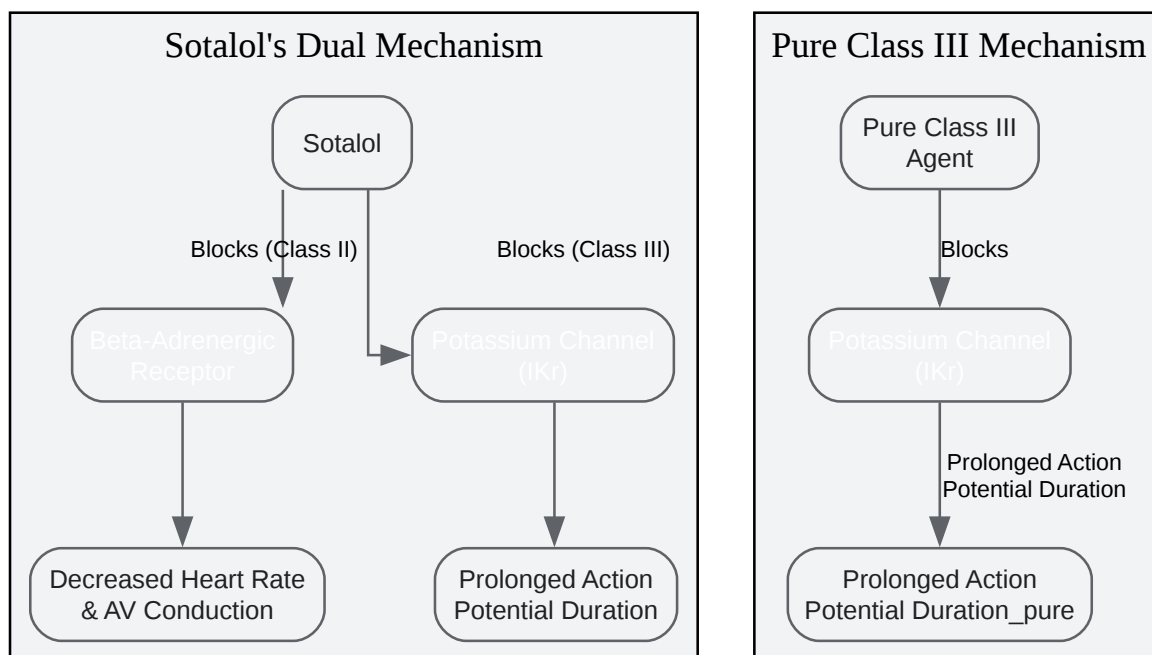 Sotalol's Dual Mechanism
Sotalol
Blocks (Class II)
Blocks (Class III)
Beta-Adrenergic
Receptor
Potassium Channel
(IKr)
Decreased Heart Rate
& AV Conduction
Prolonged Action
Potential Duration
Pure Class III Mechanism
Pure Class III
Agent
Blocks
Potassium Channel
(IKr)
Prolonged Action
Potential Duration
Prolonged Action
Potential Duration_pure